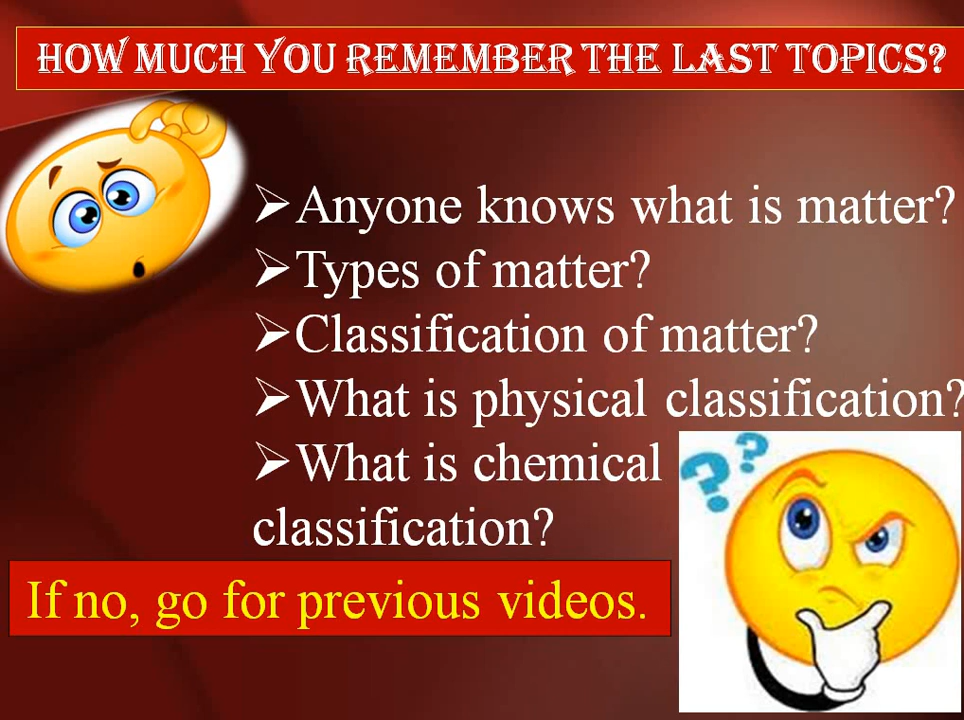 HOW MUCH YOU REMEMBER THE LAST TOPICS?
➢Anyone knows what is matter?
➢Types of matter?
➢Classification of matter?
➢What is physical classification?
➢What is chemical
classification?
??
If no, go for previous videos.